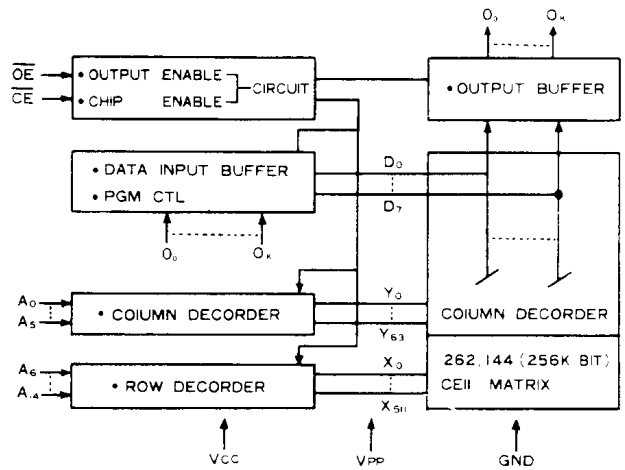 O₀ Oₖ
OE • OUTPUT ENABLE
CIRCUIT
CE • CHIP ENABLE
• OUTPUT BUFFER
• DATA INPUT BUFFER
• PGM CTL
D₀
D₇
O₀ Oₖ
A₀
A₅
• COIUMN DECORDER
Y₀
Y₆₃
COIUMN DECORDER
A₆
A.₄
• ROW DECORDER
X₀
X₅₁₁
262,144 (256K BIT)
CEII MATRIX
VCC VPP GND